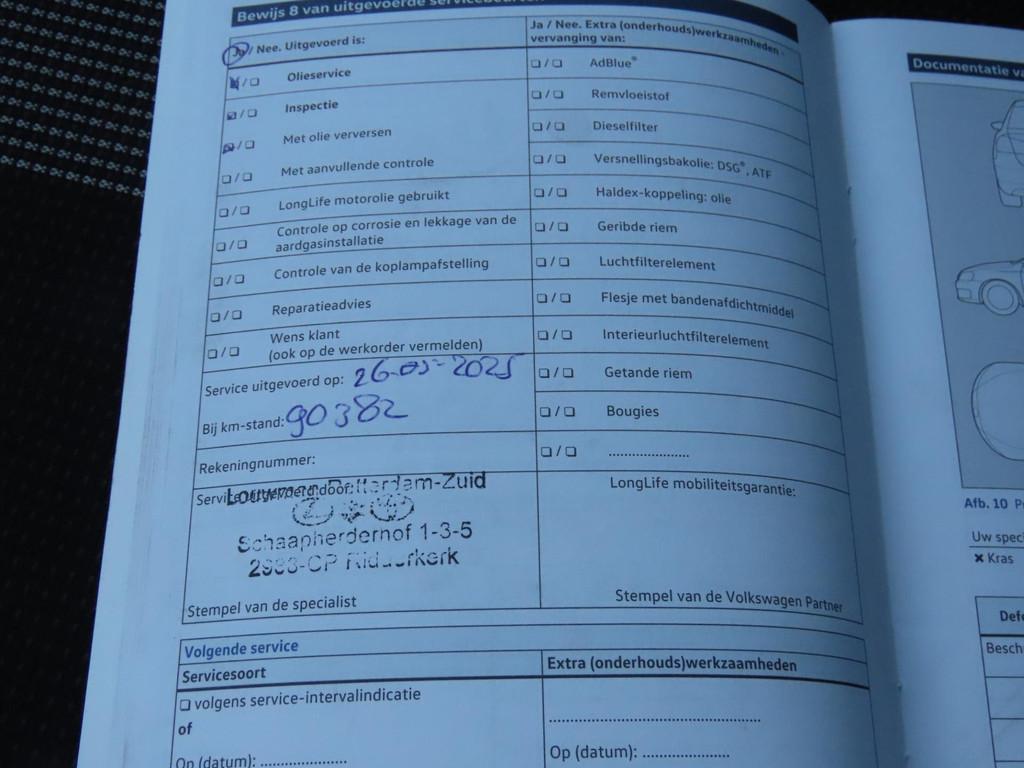 Bewijs 8 van uitgevoerde
Ja / Nee. Uitgevoerd is:
☒ / ☐ Olieservice
☒ / ☐ Inspectie
☒ / ☐ Met olie verversen
☐ / ☐ Met aanvullende controle
☐ / ☐ LongLife motorolie gebruikt
☐ / ☐ Controle op corrosie en lekkage van de
aardgasinstallatie
☐ / ☐ Controle van de koplampafstelling
☐ / ☐ Reparatieadvies
☐ / ☐ Wens klant
(ook op de werkorder vermelden)
Service uitgevoerd op: 26-05-2025
Bij km-stand: 90382
Rekeningnummer:
Service uitgevoerd door:
Rotterdam-Zuid
Schaapherderhof 1-3-5
2983-CP Ridderkerk
Stempel van de specialist
Ja / Nee. Extra (onderhouds)werkzaamheden -
vervanging van:
☐ / ☐ AdBlue®
☐ / ☐ Remvloeistof
☐ / ☐ Dieselfilter
☐ / ☐ Versnellingsbakolie: DSG®, ATF
☐ / ☐ Haldex-koppeling: olie
☐ / ☐ Geribde riem
☐ / ☐ Luchtfilterelement
☐ / ☐ Flesje met bandenafdichtmiddel
☐ / ☐ Interieurluchtfilterelement
☐ / ☐ Getande riem
☐ / ☐ Bougies
☐ / ☐ .....................
LongLife mobiliteitsgarantie:
Stempel van de Volkswagen Partner
Volgende service
Servicesoort
☐ volgens service-intervalindicatie
of
Op (datum): .....................
Extra (onderhouds)werkzaamheden
.....................................................
Op (datum): .....................
Documentatie
Afb. 10
Uw
✖ Kras